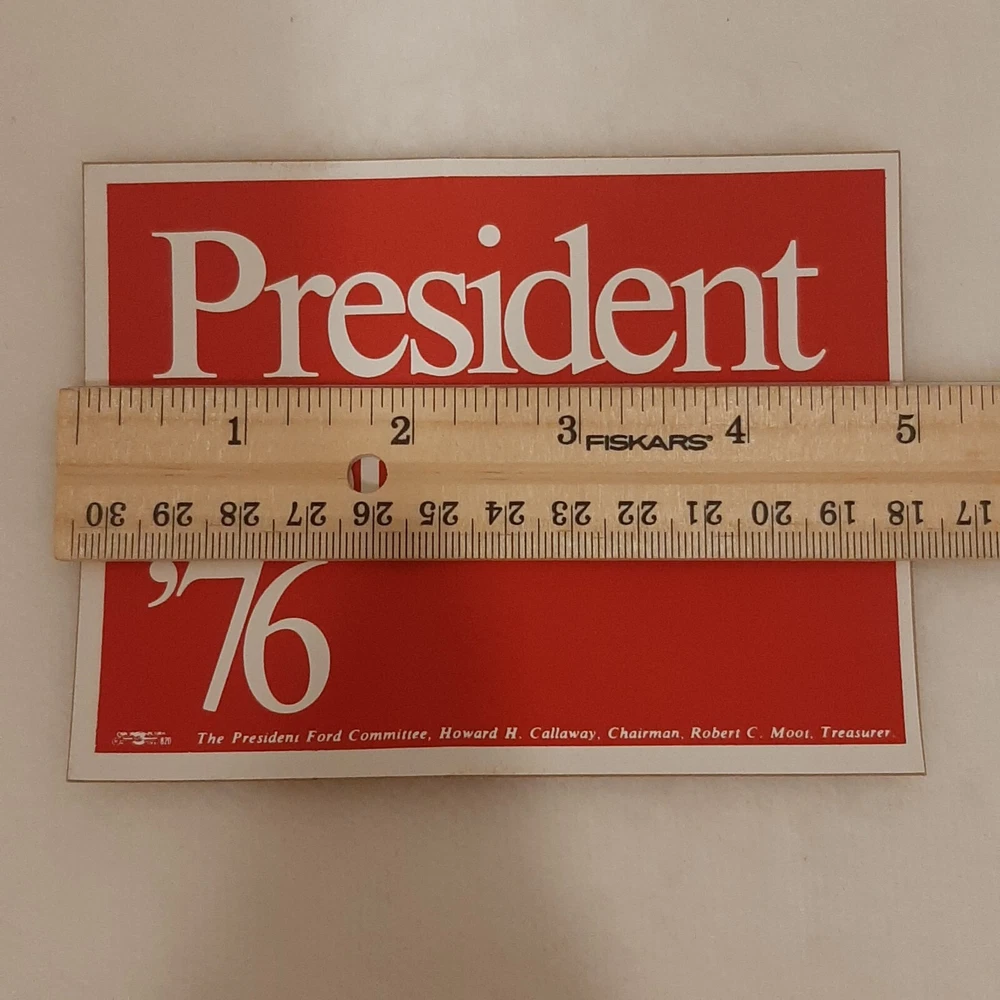 President
1 2 3 FISKARS® 4 5
30 29 28 27 26 25 24 23 22 21 20 19 18 17
'76
820 The President Ford Committee, Howard H. Callaway, Chairman, Robert C. Moot, Treasurer.